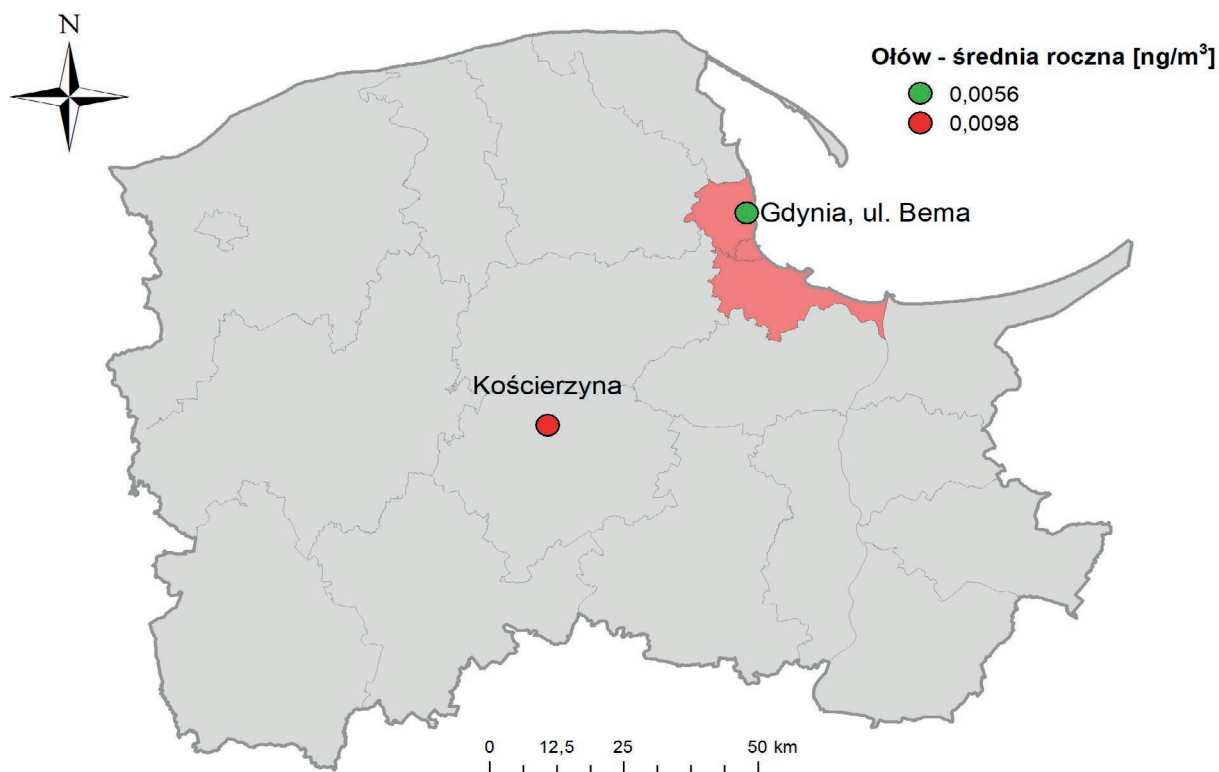 N
Ołów - średnia roczna [ng/m³]
0,0056
0,0098
Gdynia, ul. Bema
Kościerzyna
0 12,5 25 50 km